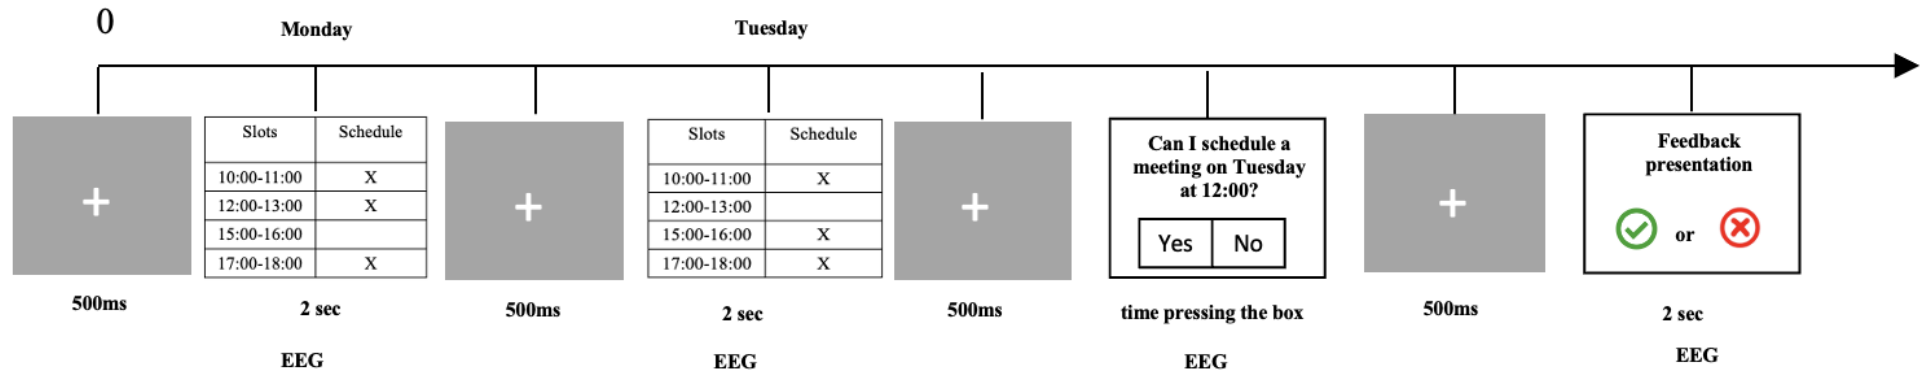 0
Monday
Tuesday
Slots Schedule
10:00-11:00 X
12:00-13:00 X
15:00-16:00
17:00-18:00 X
Slots Schedule
10:00-11:00 X
12:00-13:00
15:00-16:00 X
17:00-18:00 X
Can I schedule a
meeting on Tuesday
at 12:00?
Yes No
Feedback
presentation
or
500ms
2 sec
500ms
2 sec
500ms
time pressing the box
500ms
2 sec
EEG
EEG
EEG
EEG